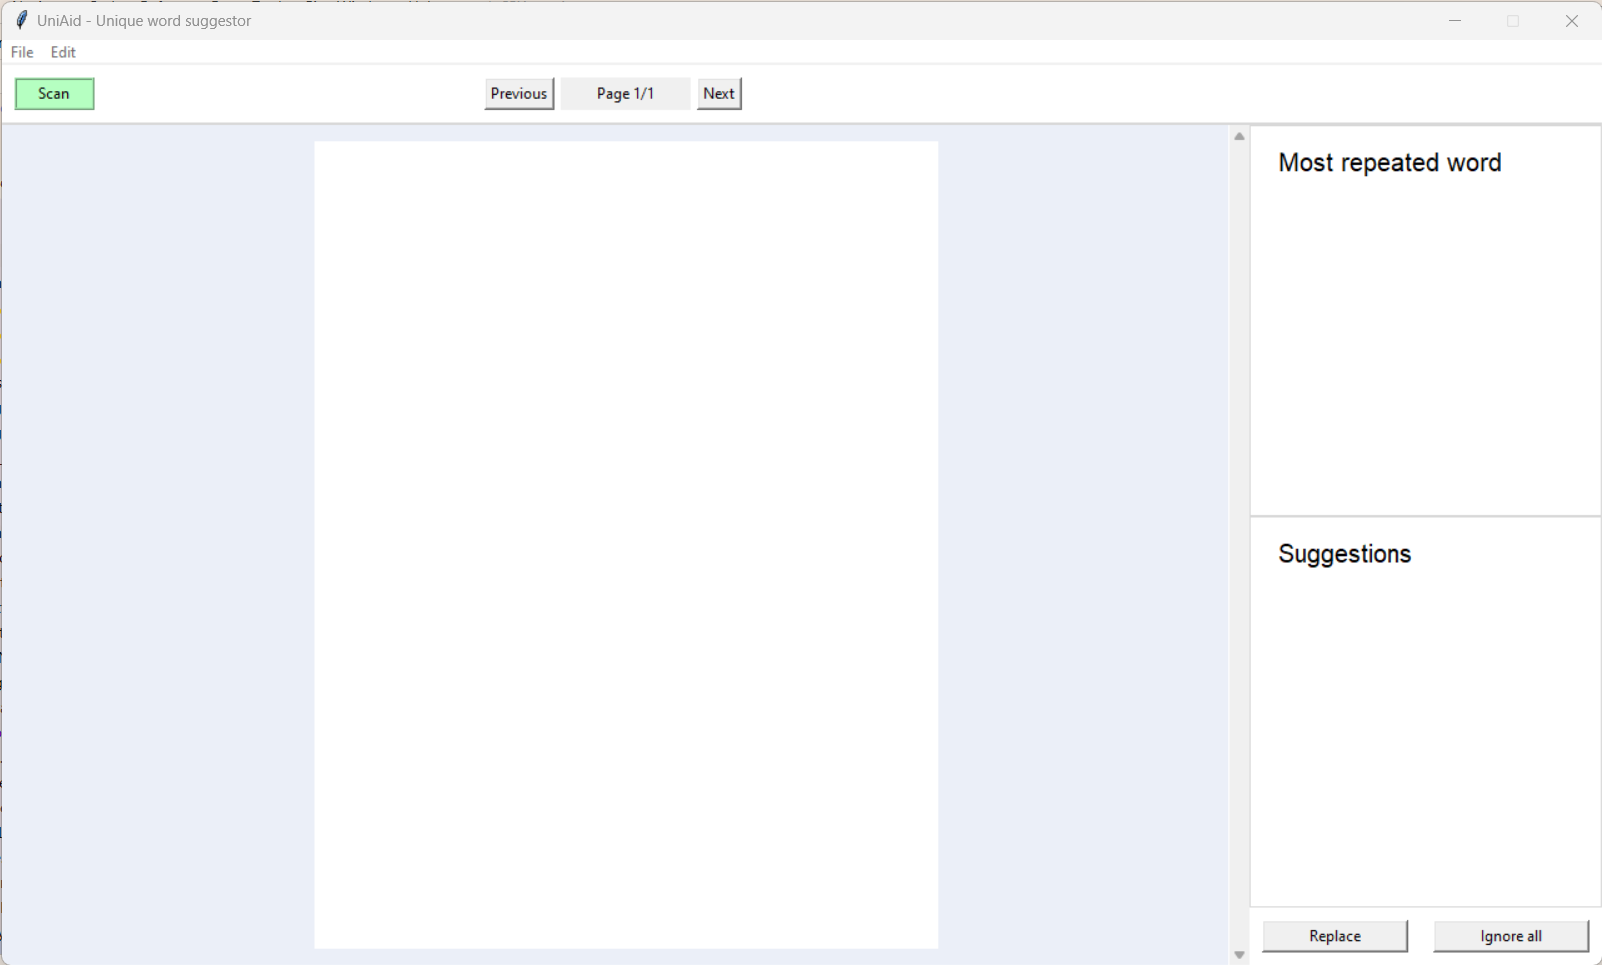 UniAid - Unique word suggestor
File Edit
Scan Previous Page 1/1 Next
Most repeated word
Suggestions
Replace Ignore all